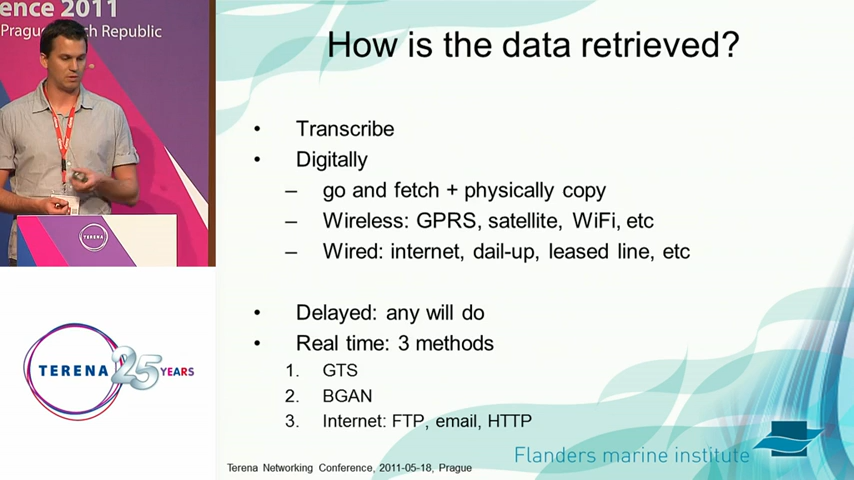 ence 2011
Prague
ch Republic
TERENA
TERENA 25 YEARS
How is the data retrieved?
• Transcribe
• Digitally
– go and fetch + physically copy
– Wireless: GPRS, satellite, WiFi, etc
– Wired: internet, dail-up, leased line, etc
• Delayed: any will do
• Real time: 3 methods
1. GTS
2. BGAN
3. Internet: FTP, email, HTTP
Flanders marine institute
Terena Networking Conference, 2011-05-18, Prague